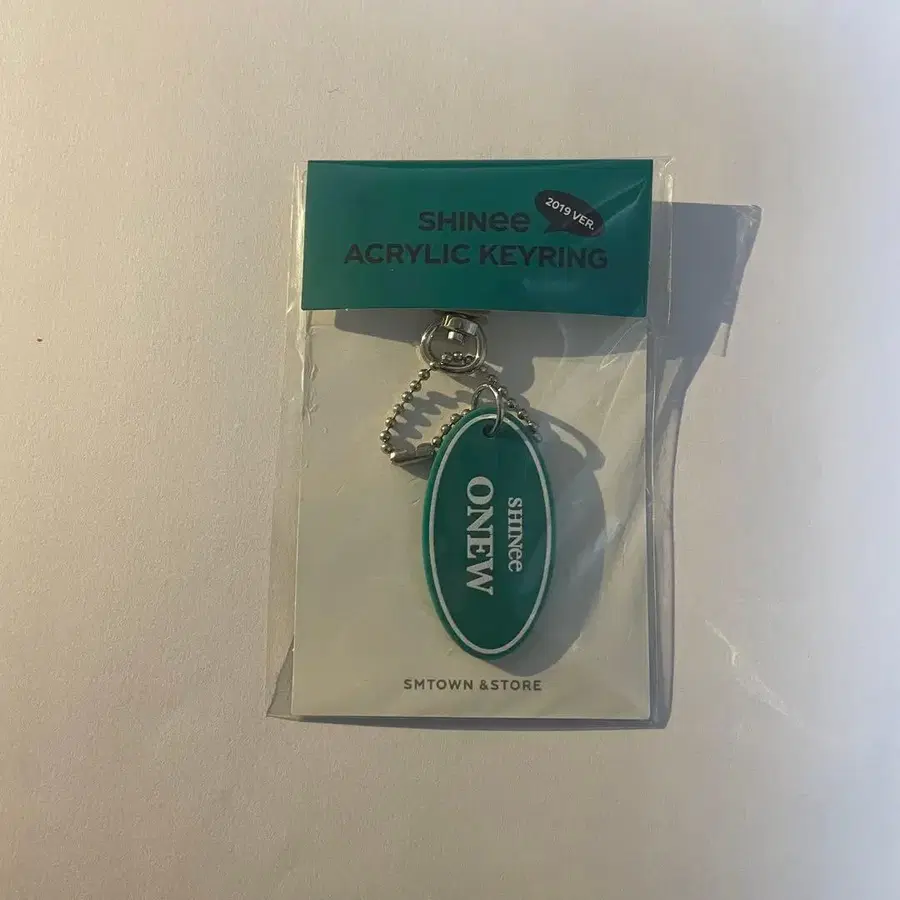 SHINee
2019 VER.
ACRYLIC KEYRING
SHINee
ONEW
SMTOWN &STORE